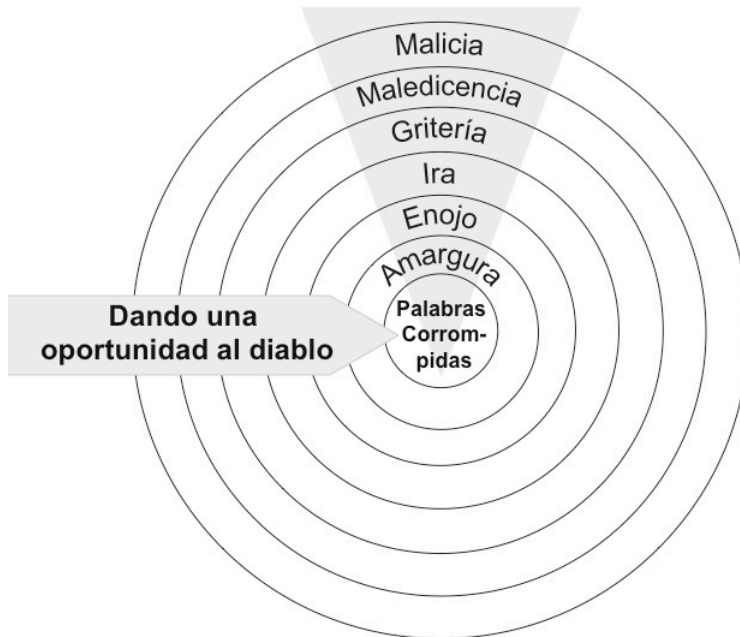 Malicia
Maledicencia
Gritería
Ira
Enojo
Amargura
Palabras
Corrom-
pidas
Dando una
oportunidad al diablo